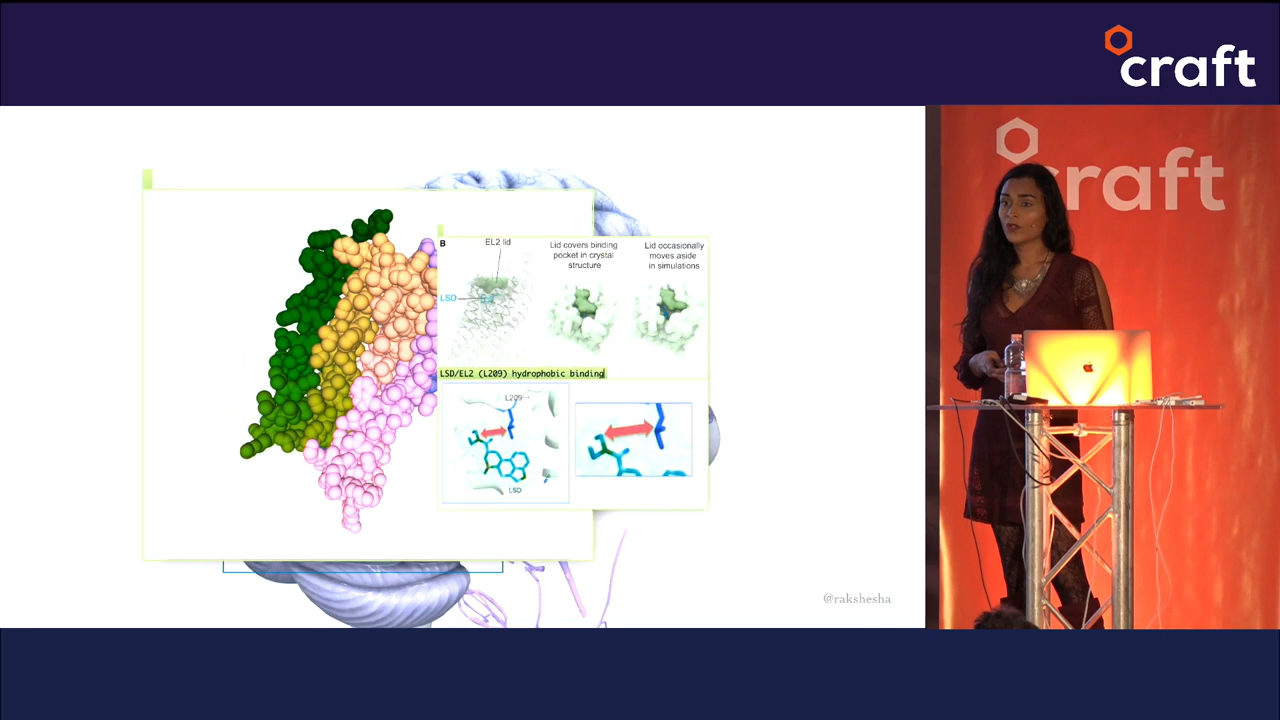 craft
craft
B
EL2 lid
LSD
Lid covers binding
pocket in crystal
structure
Lid occasionally
moves aside
in simulations
LSD/EL2 (L209) hydrophobic binding
L209
LSD
@rakshesha